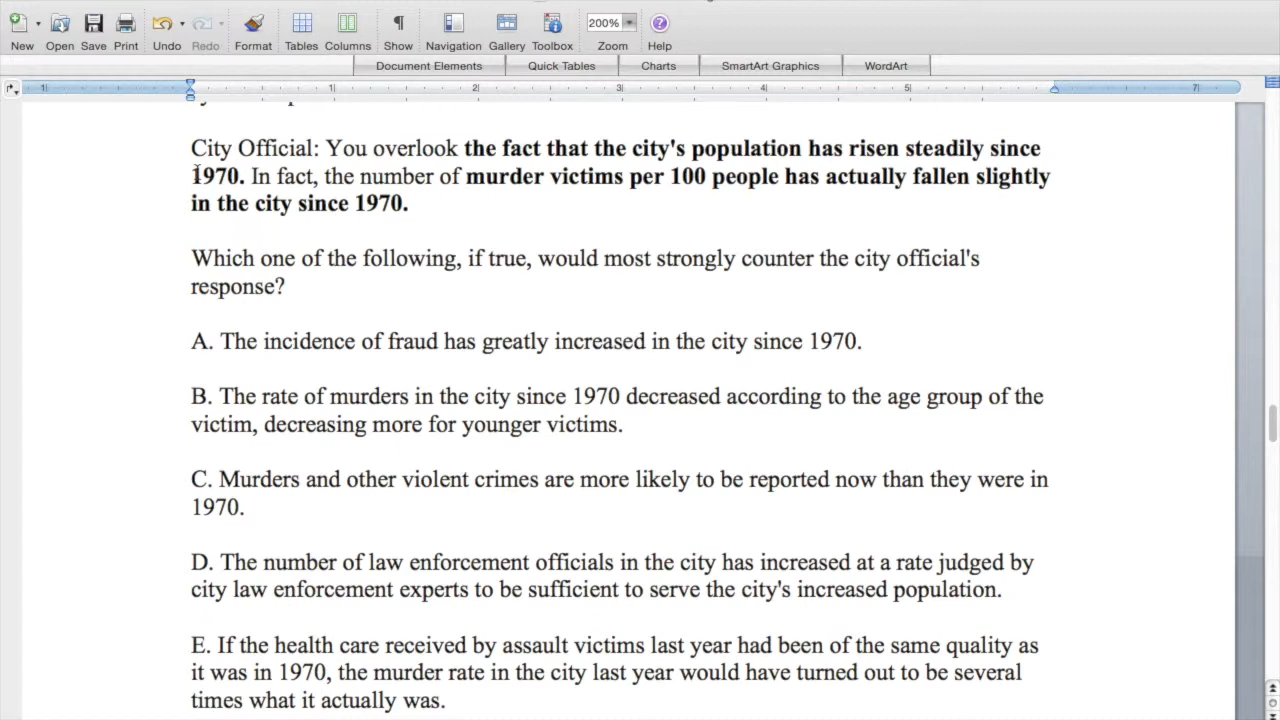 New Open Save Print Undo Redo Format Tables Columns Show Navigation Gallery Toolbox 200% Zoom Help
Document Elements Quick Tables Charts SmartArt Graphics WordArt
1 1 2 3 4 5 7
City Official: You overlook the fact that the city's population has risen steadily since
1970. In fact, the number of murder victims per 100 people has actually fallen slightly
in the city since 1970.
Which one of the following, if true, would most strongly counter the city official's
response?
A. The incidence of fraud has greatly increased in the city since 1970.
B. The rate of murders in the city since 1970 decreased according to the age group of the
victim, decreasing more for younger victims.
C. Murders and other violent crimes are more likely to be reported now than they were in
1970.
D. The number of law enforcement officials in the city has increased at a rate judged by
city law enforcement experts to be sufficient to serve the city's increased population.
E. If the health care received by assault victims last year had been of the same quality as
it was in 1970, the murder rate in the city last year would have turned out to be several
times what it actually was.